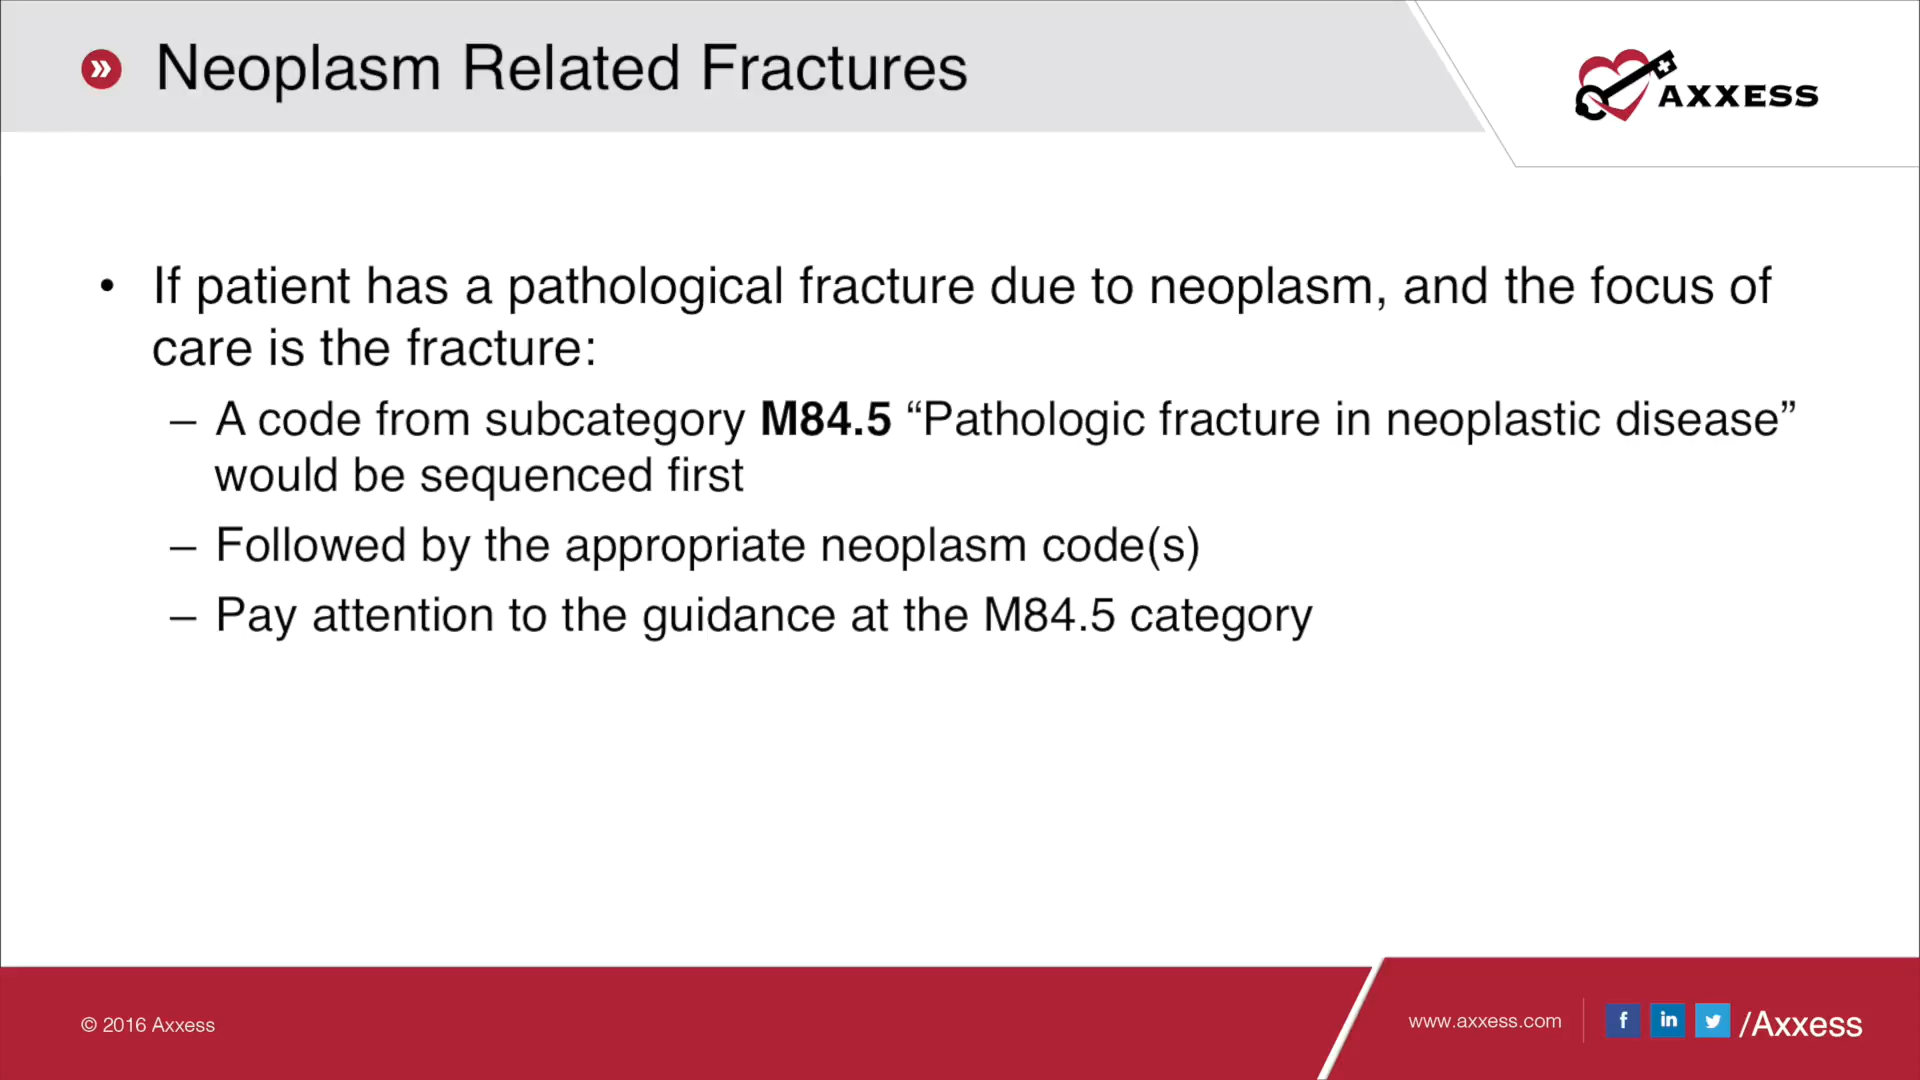 Neoplasm Related Fractures
AXXESS
• If patient has a pathological fracture due to neoplasm, and the focus of
care is the fracture:
– A code from subcategory M84.5 “Pathologic fracture in neoplastic disease”
would be sequenced first
– Followed by the appropriate neoplasm code(s)
– Pay attention to the guidance at the M84.5 category
© 2016 Axxess
www.axxess.com
/Axxess